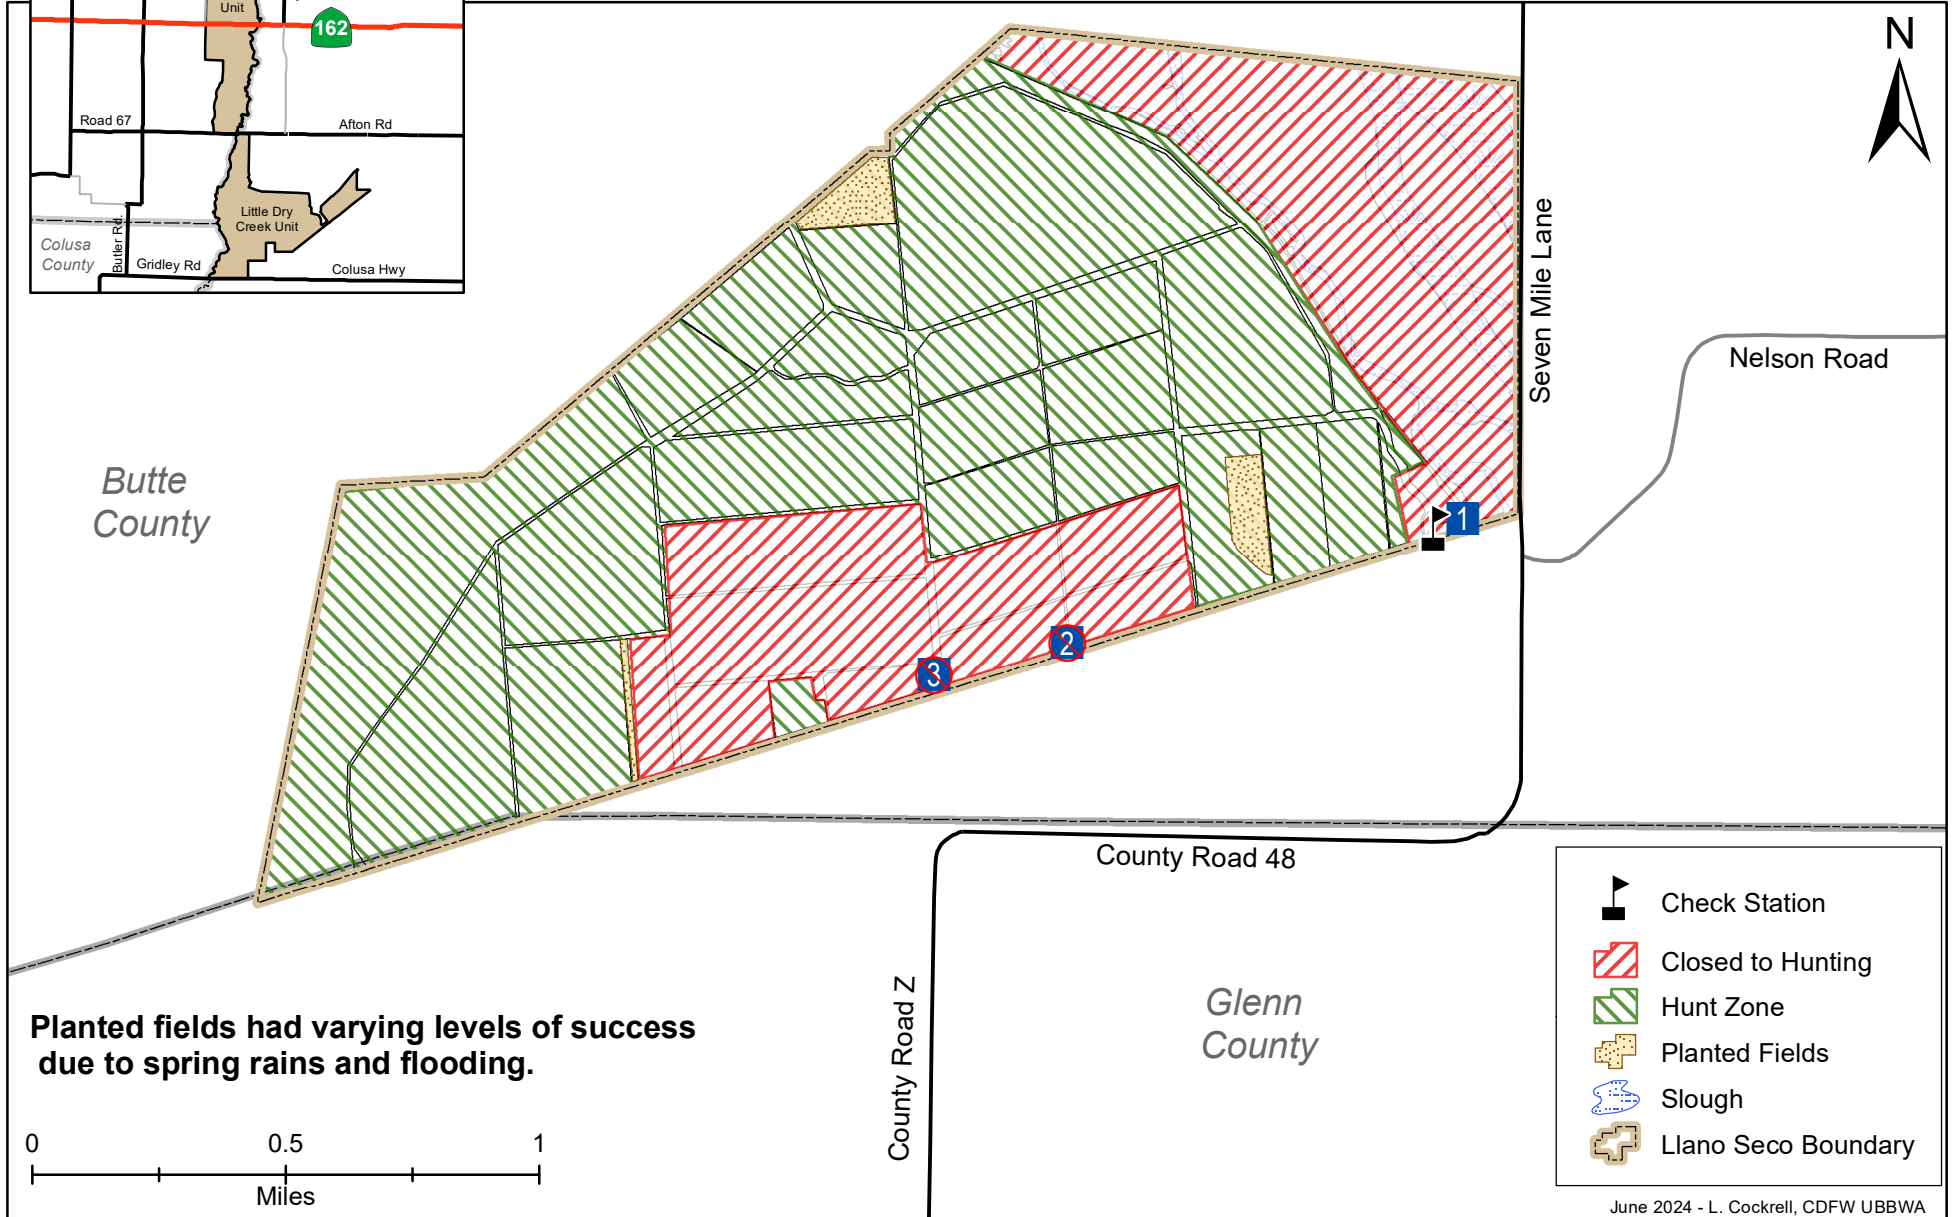 Unit
162
Road 67
Afton Rd
Little Dry
Creek Unit
Butler Rd.
Colusa
County
Gridley Rd
Colusa Hwy
N
Seven Mile Lane
Nelson Road
Butte
County
1
2
3
County Road 48
County Road Z
Glenn
County
Planted fields had varying levels of success
due to spring rains and flooding.
0
0.5
1
Miles
Check Station
Closed to Hunting
Hunt Zone
Planted Fields
Slough
Llano Seco Boundary
June 2024 - L. Cockrell, CDFW UBBWA